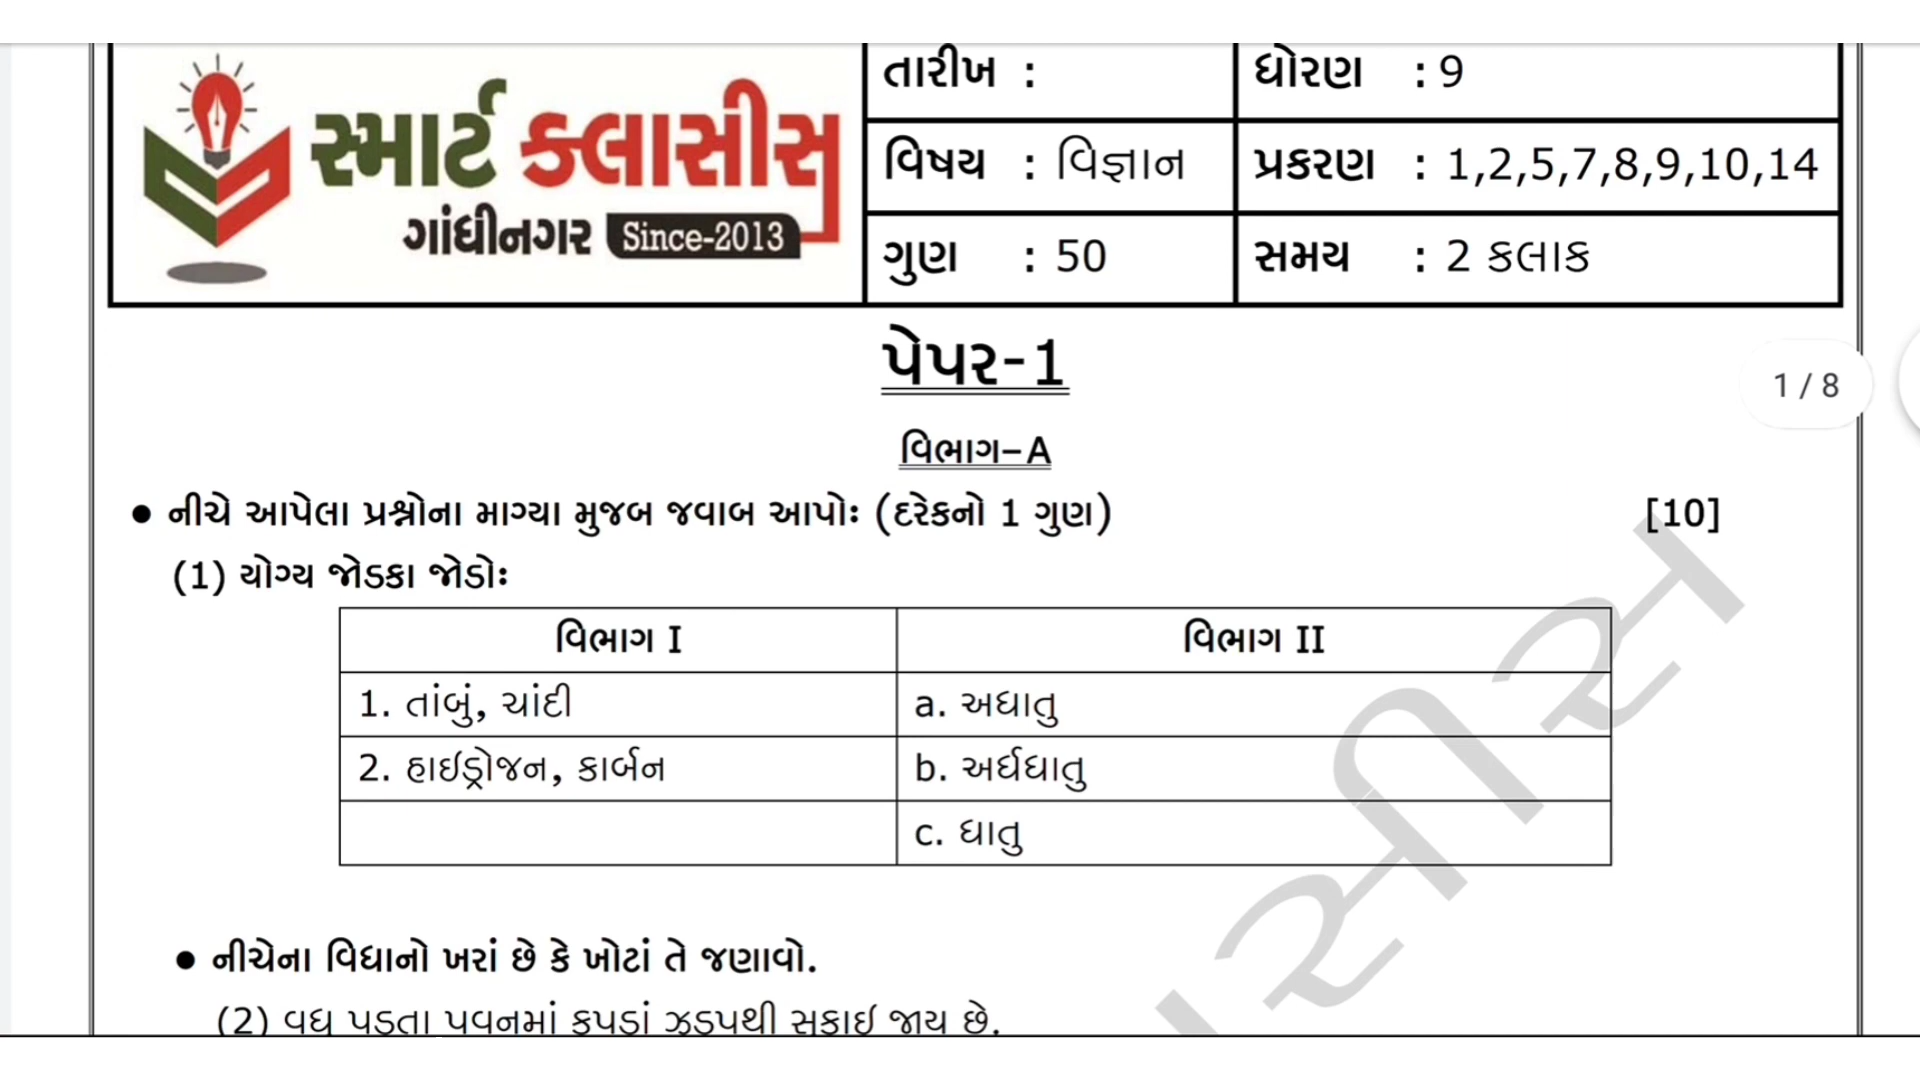 તારીખ :
ધોરણ : 9
સ્માર્ટ ક્લાસીસ
ગાંધીનગર Since-2013
વિષય : વિજ્ઞાન
પ્રકરણ : 1,2,5,7,8,9,10,14
ગુણ : 50
સમય : 2 કલાક
પેપર-1
1 / 8
વિભાગ–A
● નીચે આપેલા પ્રશ્નોના માગ્યા મુજબ જવાબ આપોઃ (દરેકનો 1 ગુણ) [10]
(1) યોગ્ય જોડકા જોડોઃ
વિભાગ I વિભાગ II
1. તાંબું, ચાંદી a. અધાતુ
2. હાઈડ્રોજન, કાર્બન b. અર્ધધાતુ
c. ધાતુ
● નીચેના વિધાનો ખરાં છે કે ખોટાં તે જણાવો.
(2) વધુ પડતા પવનમાં કપડાં ઝડપથી સુકાઈ જાય છે.